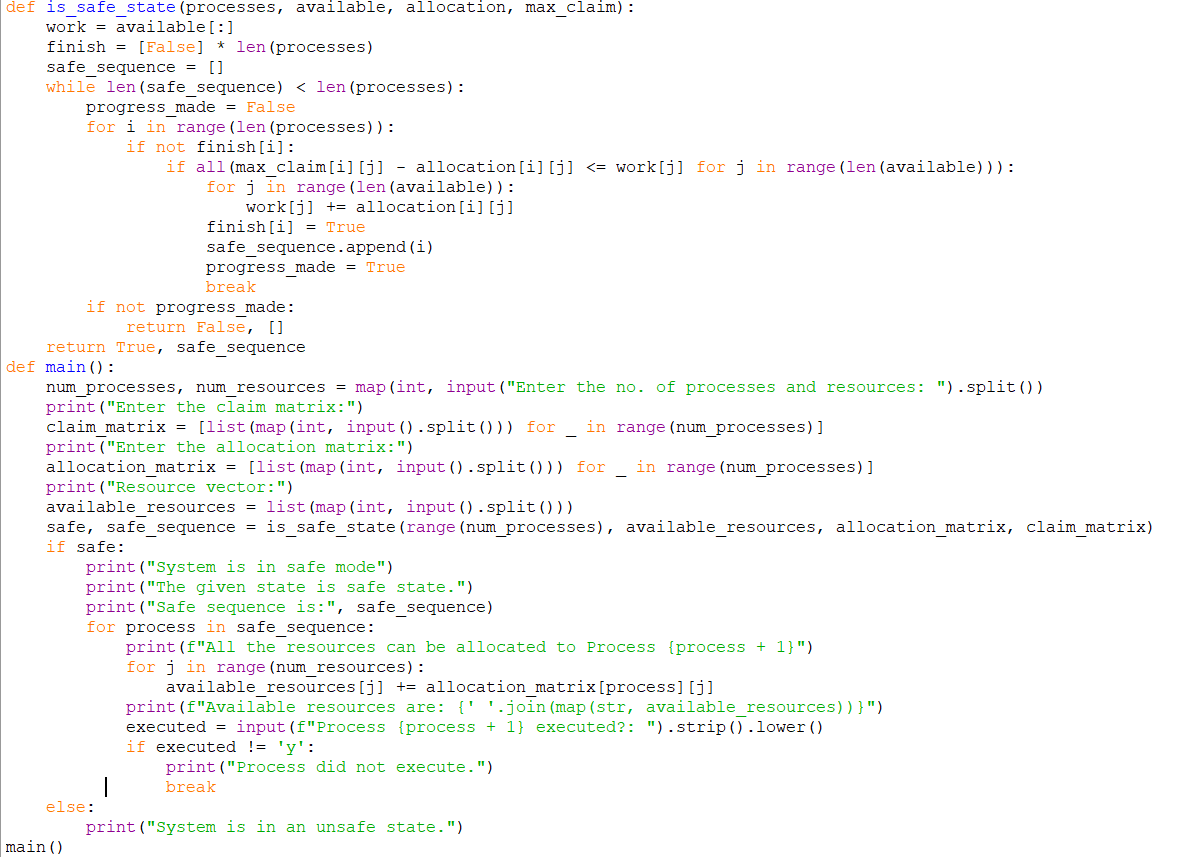 def is_safe_state(processes, available, allocation, max_claim):
    work = available[:]
    finish = [False] * len(processes)
    safe_sequence = []
    while len(safe_sequence) < len(processes):
        progress_made = False
        for i in range(len(processes)):
            if not finish[i]:
                if all(max_claim[i][j] - allocation[i][j] <= work[j] for j in range(len(available))):
                    for j in range(len(available)):
                        work[j] += allocation[i][j]
                    finish[i] = True
                    safe_sequence.append(i)
                    progress_made = True
                    break
        if not progress_made:
            return False, []
    return True, safe_sequence
def main():
    num_processes, num_resources = map(int, input("Enter the no. of processes and resources: ").split())
    print("Enter the claim matrix:")
    claim_matrix = [list(map(int, input().split())) for _ in range(num_processes)]
    print("Enter the allocation matrix:")
    allocation_matrix = [list(map(int, input().split())) for _ in range(num_processes)]
    print("Resource vector:")
    available_resources = list(map(int, input().split()))
    safe, safe_sequence = is_safe_state(range(num_processes), available_resources, allocation_matrix, claim_matrix)
    if safe:
        print("System is in safe mode")
        print("The given state is safe state.")
        print("Safe sequence is:", safe_sequence)
        for process in safe_sequence:
            print(f"All the resources can be allocated to Process {process + 1}")
            for j in range(num_resources):
                available_resources[j] += allocation_matrix[process][j]
            print(f"Available resources are: {' '.join(map(str, available_resources))}")
            executed = input(f"Process {process + 1} executed?: ").strip().lower()
            if executed != 'y':
                print("Process did not execute.")
                break
    else:
        print("System is in an unsafe state.")
main()